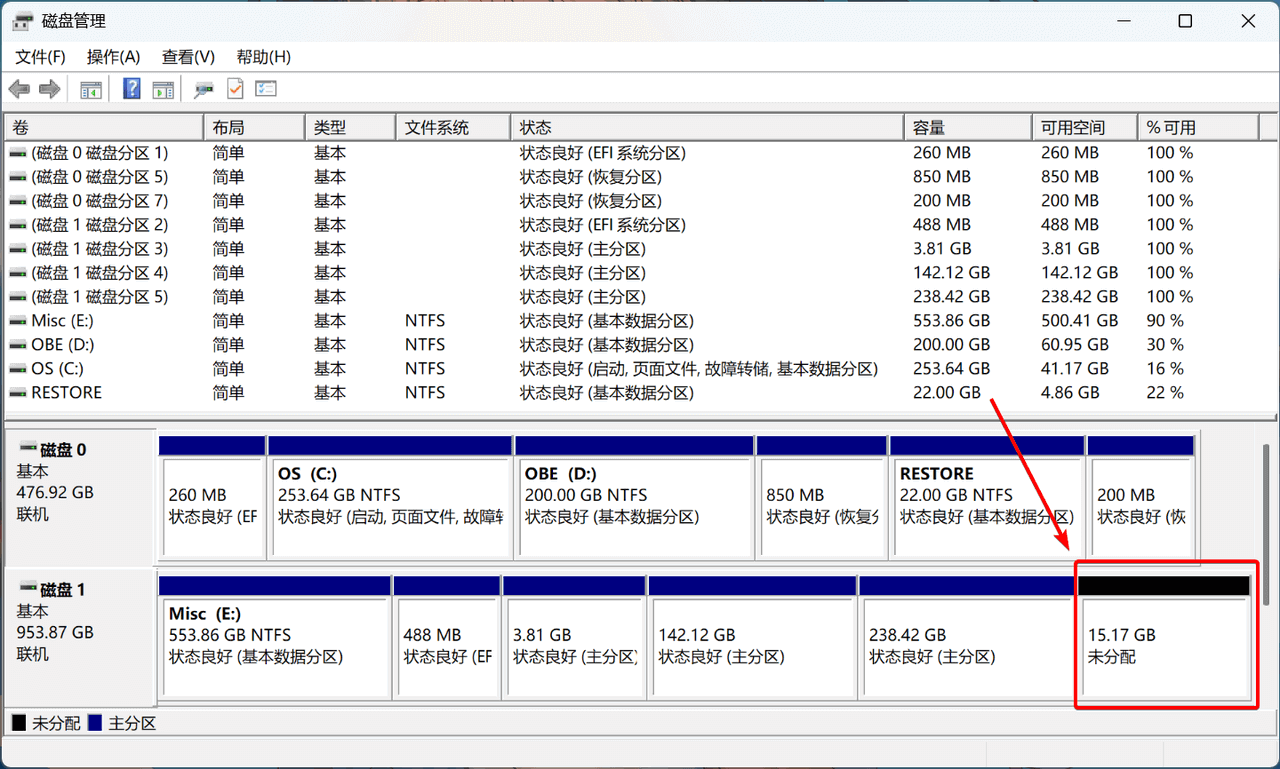 磁盘管理
文件(F) 操作(A) 查看(V) 帮助(H)
卷 布局 类型 文件系统 状态 容量 可用空间 % 可用
(磁盘 0 磁盘分区 1) 简单 基本 状态良好 (EFI 系统分区) 260 MB 260 MB 100 %
(磁盘 0 磁盘分区 5) 简单 基本 状态良好 (恢复分区) 850 MB 850 MB 100 %
(磁盘 0 磁盘分区 7) 简单 基本 状态良好 (恢复分区) 200 MB 200 MB 100 %
(磁盘 1 磁盘分区 2) 简单 基本 状态良好 (EFI 系统分区) 488 MB 488 MB 100 %
(磁盘 1 磁盘分区 3) 简单 基本 状态良好 (主分区) 3.81 GB 3.81 GB 100 %
(磁盘 1 磁盘分区 4) 简单 基本 状态良好 (主分区) 142.12 GB 142.12 GB 100 %
(磁盘 1 磁盘分区 5) 简单 基本 状态良好 (主分区) 238.42 GB 238.42 GB 100 %
Misc (E:) 简单 基本 NTFS 状态良好 (基本数据分区) 553.86 GB 500.41 GB 90 %
OBE (D:) 简单 基本 NTFS 状态良好 (基本数据分区) 200.00 GB 60.95 GB 30 %
OS (C:) 简单 基本 NTFS 状态良好 (启动, 页面文件, 故障转储, 基本数据分区) 253.64 GB 41.17 GB 16 %
RESTORE 简单 基本 NTFS 状态良好 (基本数据分区) 22.00 GB 4.86 GB 22 %
磁盘 0
基本
476.92 GB
联机
260 MB
状态良好 (EF
OS (C:)
253.64 GB NTFS
状态良好 (启动, 页面文件, 故障转
OBE (D:)
200.00 GB NTFS
状态良好 (基本数据分区)
850 MB
状态良好 (恢复分
RESTORE
22.00 GB NTFS
状态良好 (基本数据分区)
200 MB
状态良好 (恢
磁盘 1
基本
953.87 GB
联机
Misc (E:)
553.86 GB NTFS
状态良好 (基本数据分区)
488 MB
状态良好 (EF
3.81 GB
状态良好 (主分区)
142.12 GB
状态良好 (主分区)
238.42 GB
状态良好 (主分区)
15.17 GB
未分配
未分配 主分区